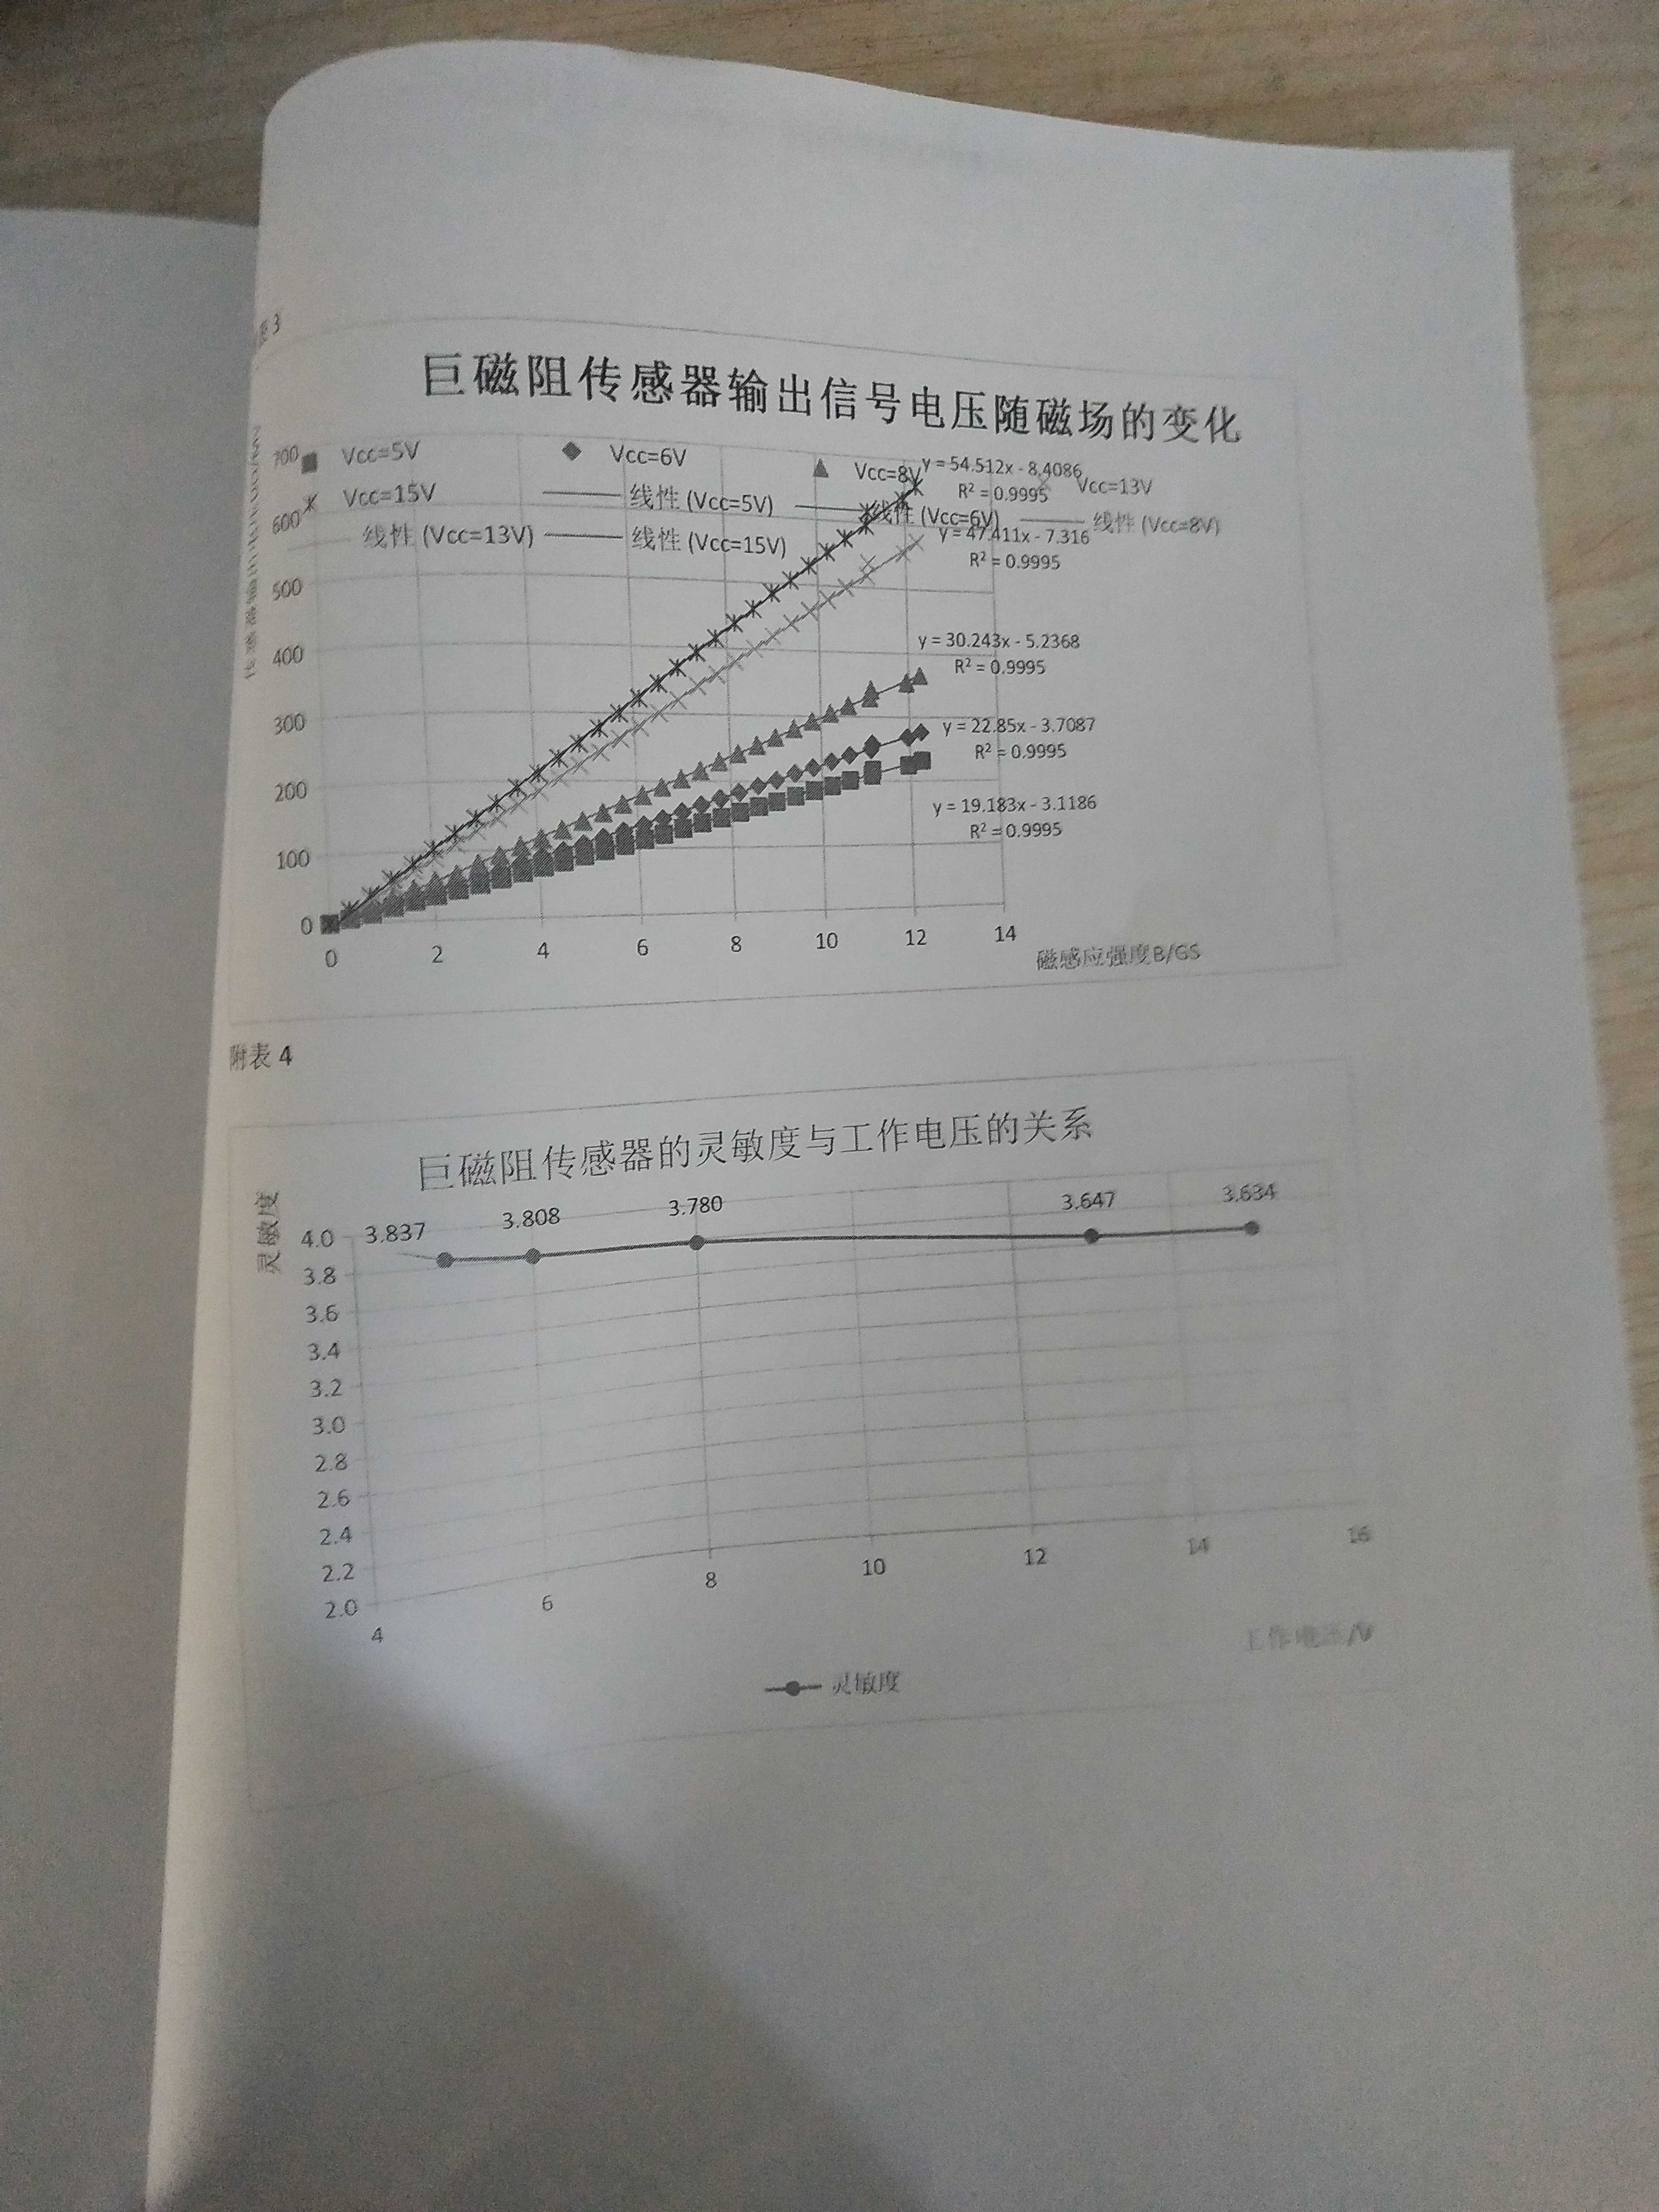 表 3
巨磁阻传感器输出信号电压随磁场的变化
Vcc=5V
Vcc=6V
Vcc=8V
Vcc=13V
Vcc=15V
线性 (Vcc=5V)
线性 (Vcc=6V)
线性 (Vcc=8V)
线性 (Vcc=13V)
线性 (Vcc=15V)
y = 54.512x - 8.4086
R² = 0.9995
y = 47.411x - 7.316
R² = 0.9995
y = 30.243x - 5.2368
R² = 0.9995
y = 22.85x - 3.7087
R² = 0.9995
y = 19.183x - 3.1186
R² = 0.9995
700
600
500
400
300
200
100
0
0 2 4 6 8 10 12 14
磁感应强度B/GS
附表 4
巨磁阻传感器的灵敏度与工作电压的关系
灵敏度
3.837 3.808 3.780 3.647 3.634
4.0
3.8
3.6
3.4
3.2
3.0
2.8
2.6
2.4
2.2
2.0
4 6 8 10 12 14 16
工作电压/V
灵敏度